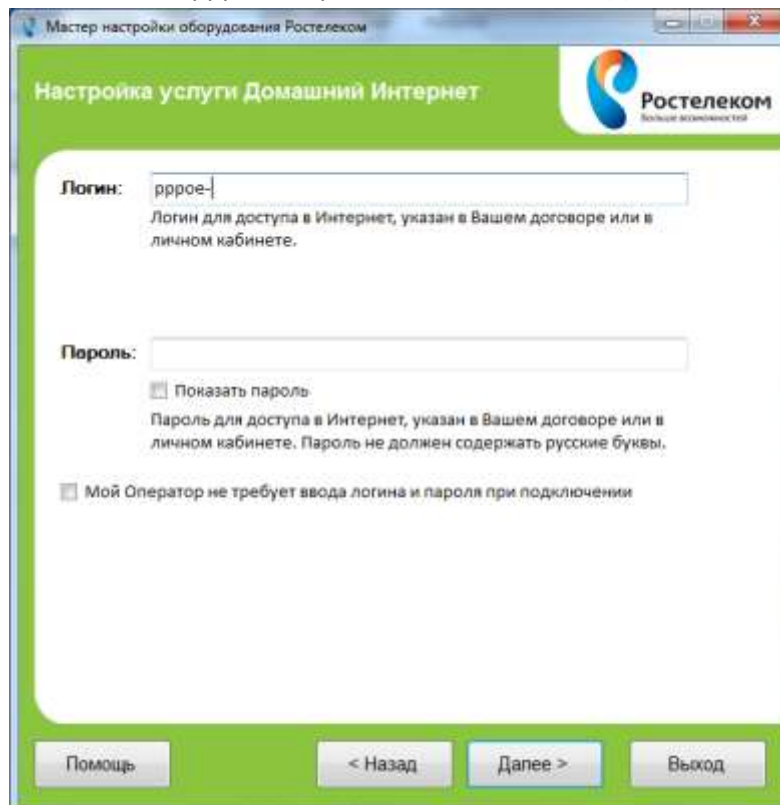 Мастер настройки оборудования Ростелеком
Настройка услуги Домашний Интернет
Ростелеком
Больше возможностей
Логин:
pppoe-
Логин для доступа в Интернет, указан в Вашем договоре или в
личном кабинете.
Пароль:
Показать пароль
Пароль для доступа в Интернет, указан в Вашем договоре или в
личном кабинете. Пароль не должен содержать русские буквы.
Мой Оператор не требует ввода логина и пароля при подключении
Помощь
< Назад
Далее >
Выход